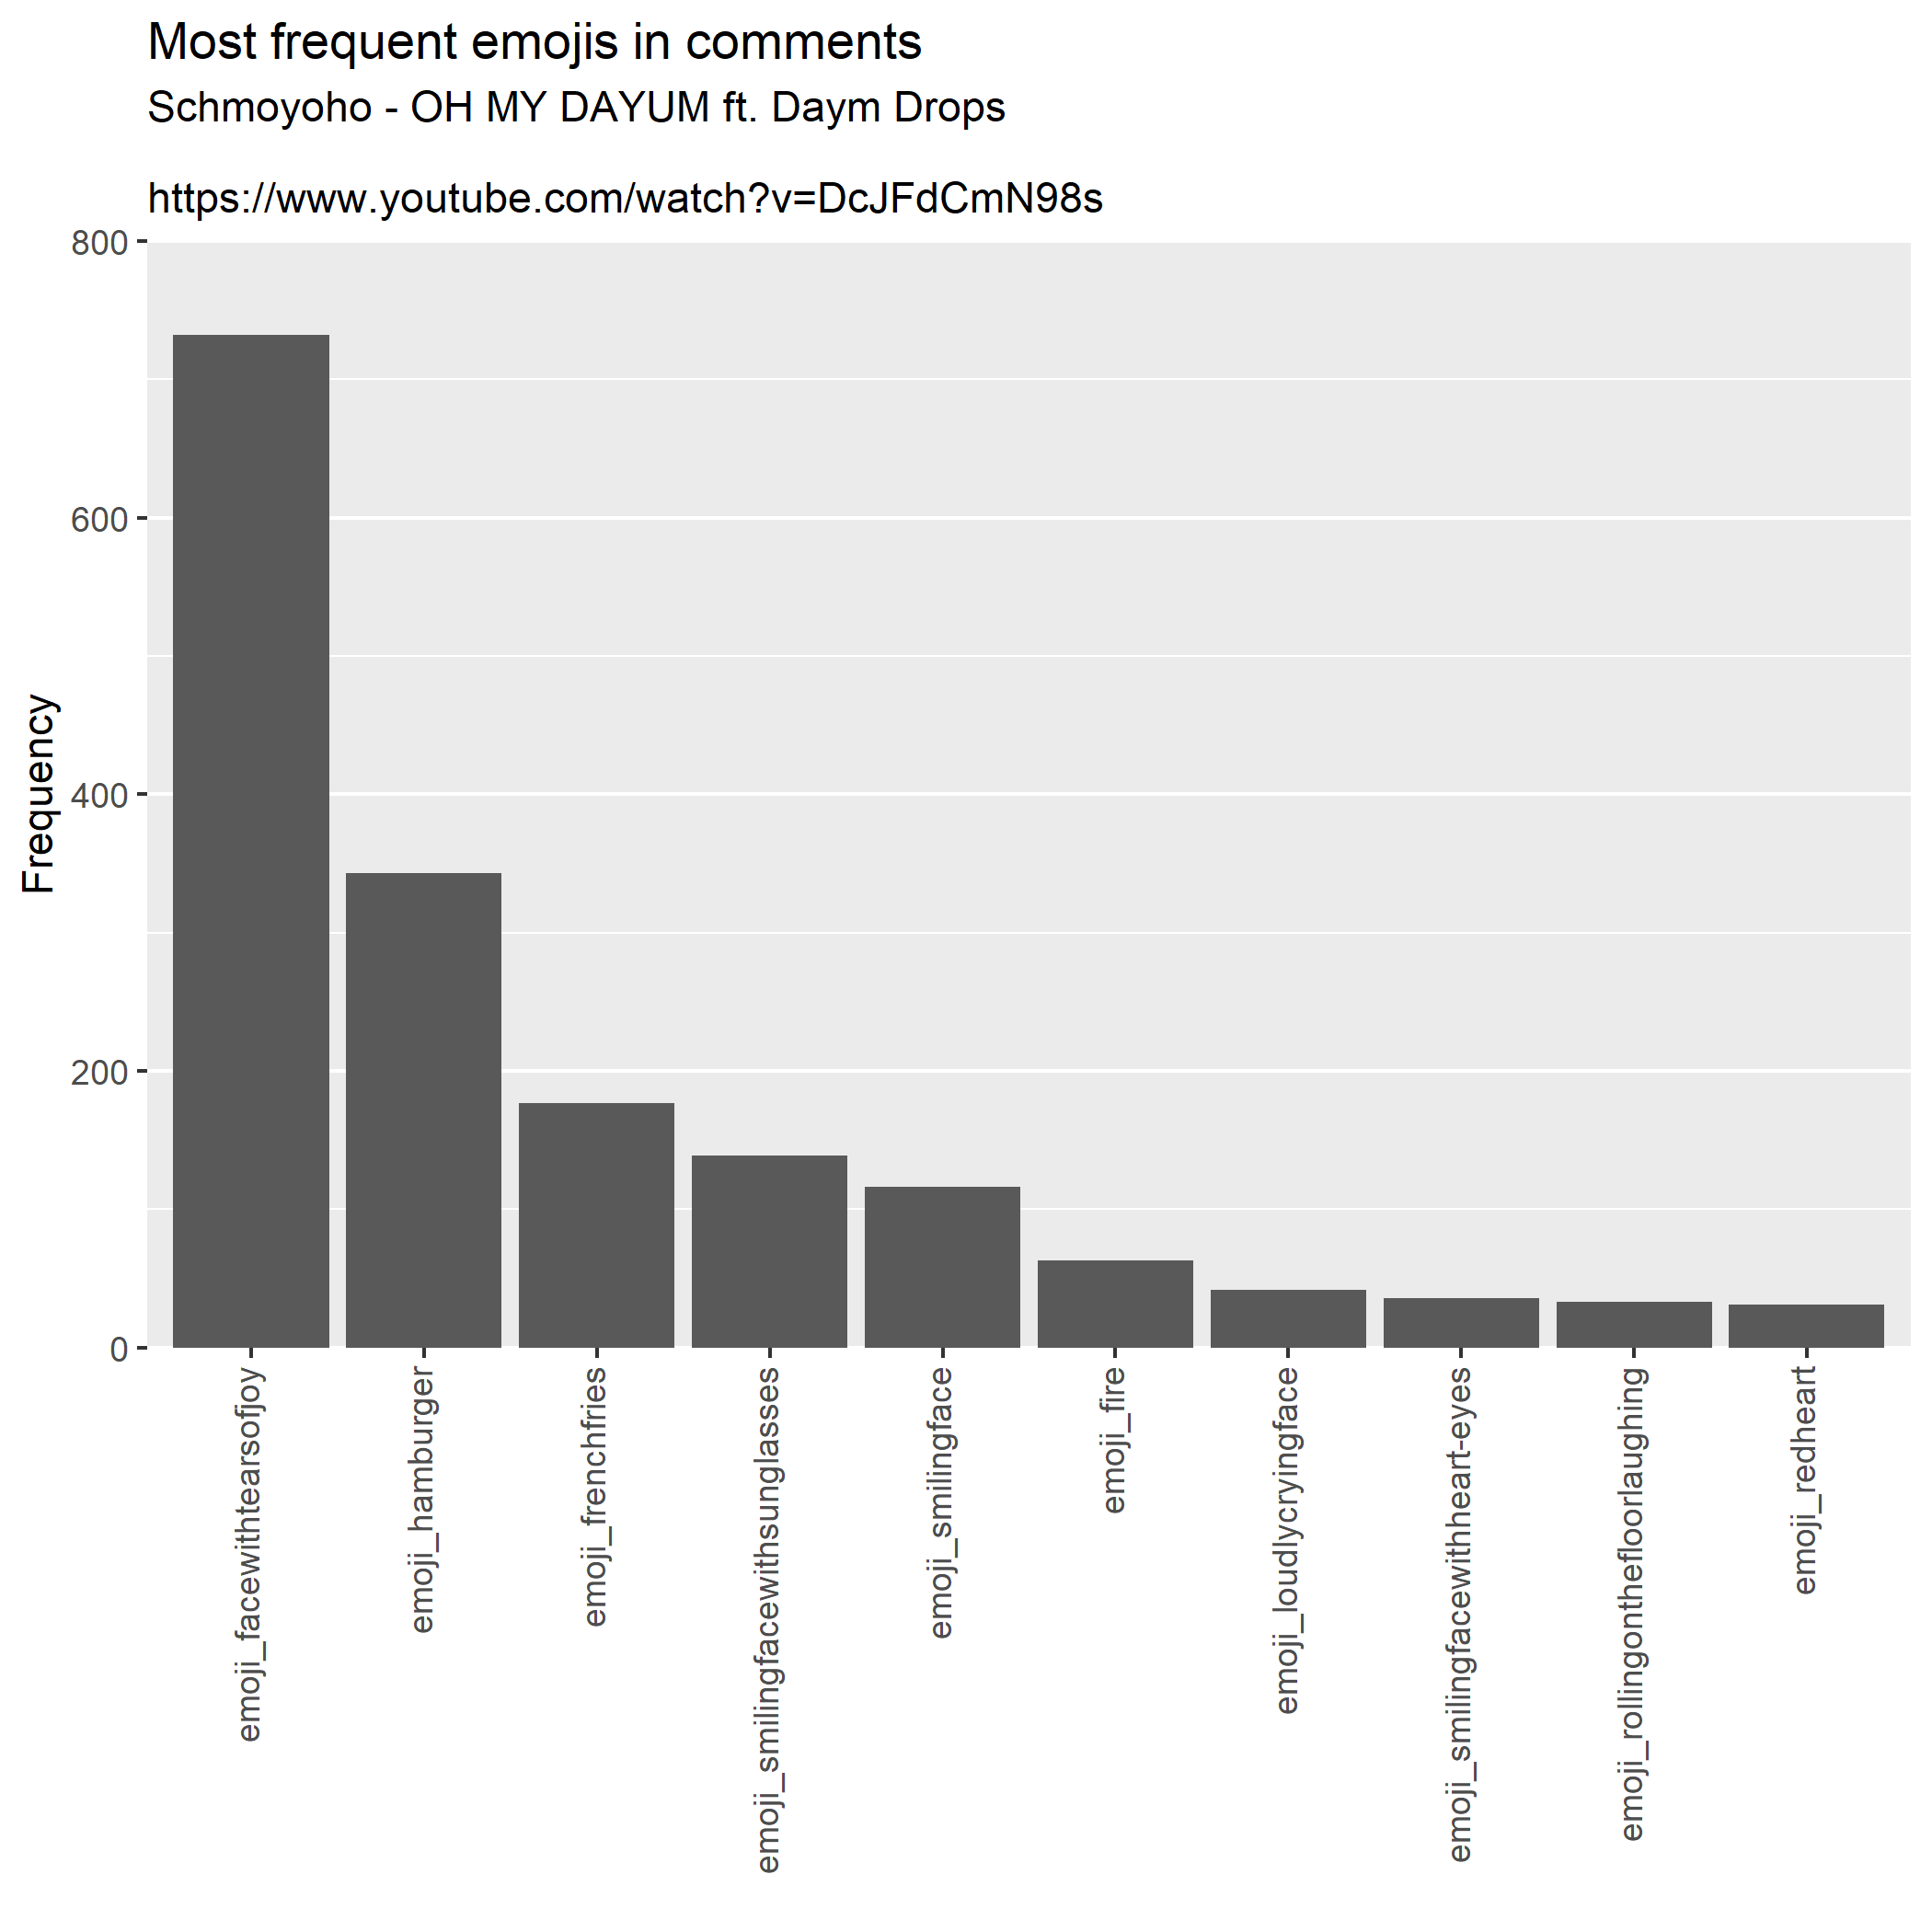 Most frequent emojis in comments
Schmoyoho - OH MY DAYUM ft. Daym Drops
https://www.youtube.com/watch?v=DcJFdCmN98s
Frequency
800
600
400
200
0
emoji_facewithtearsofjoy
emoji_hamburger
emoji_frenchfries
emoji_smilingfacewithsunglasses
emoji_smilingface
emoji_fire
emoji_loudlycryingface
emoji_smilingfacewithheart-eyes
emoji_rollingonthefloorlaughing
emoji_redheart